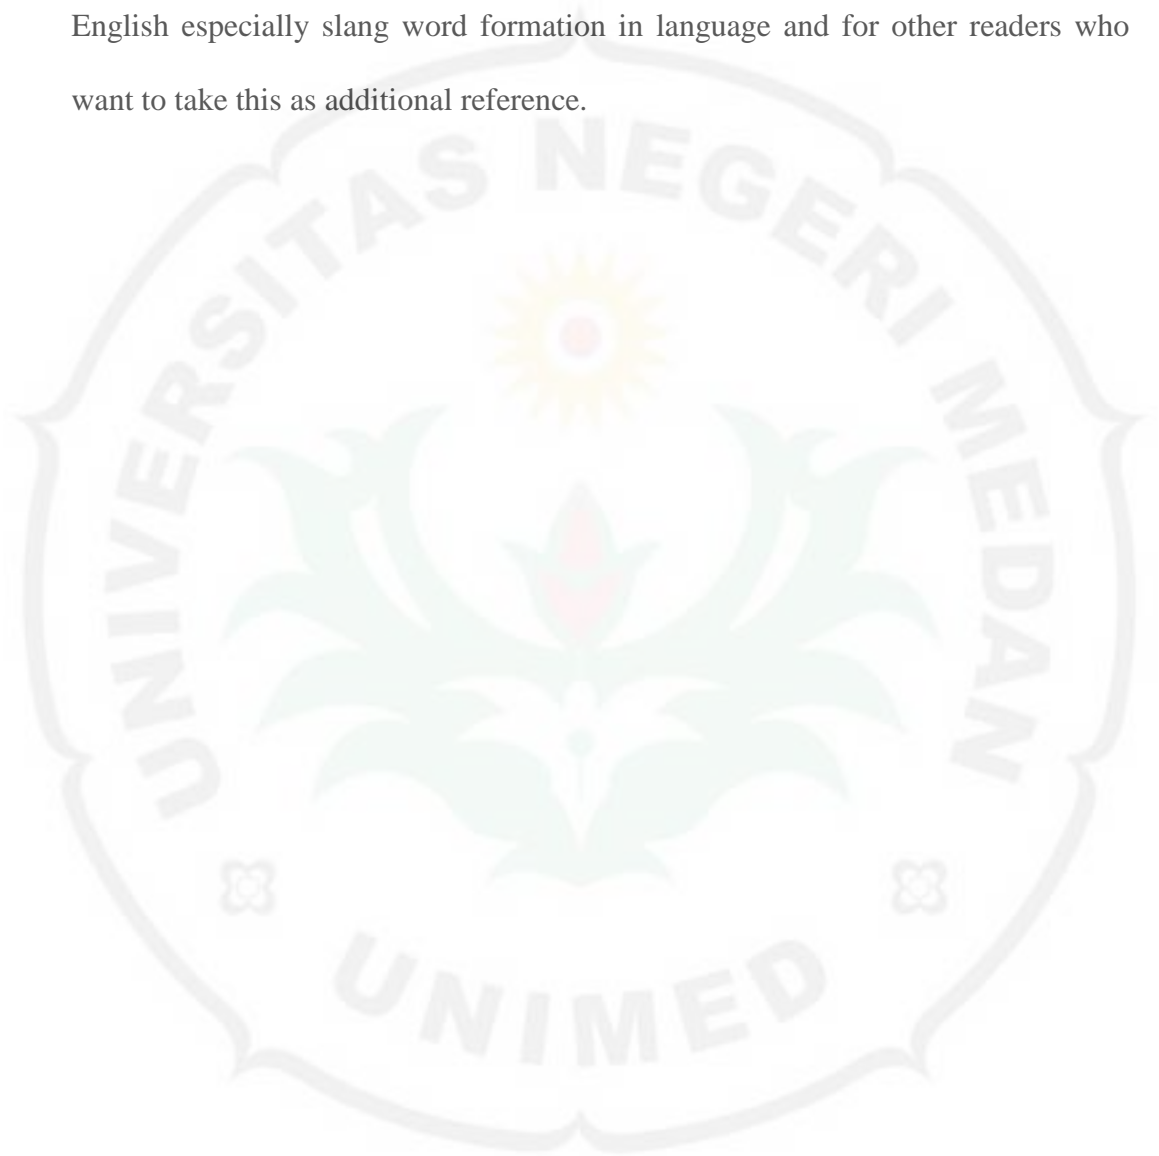 English especially slang word formation in language and for other readers who
want to take this as additional reference.
UNIVERSITAS NEGERI MEDAN
UNIMED